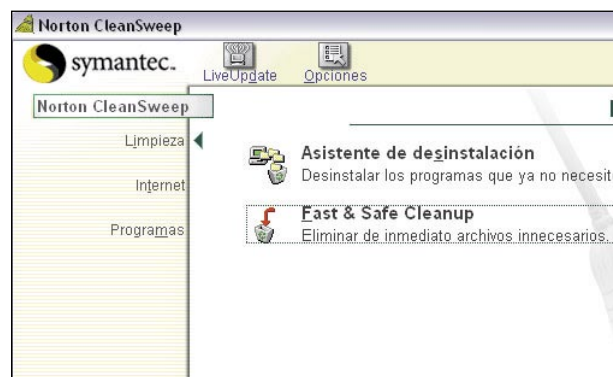 Norton CleanSweep
symantec.
LiveUpdate
Opciones
Norton CleanSweep
Limpieza
Internet
Programas
Asistente de desinstalación
Desinstalar los programas que ya no
Fast & Safe Cleanup
Eliminar de inmediato archivos innecesarios.